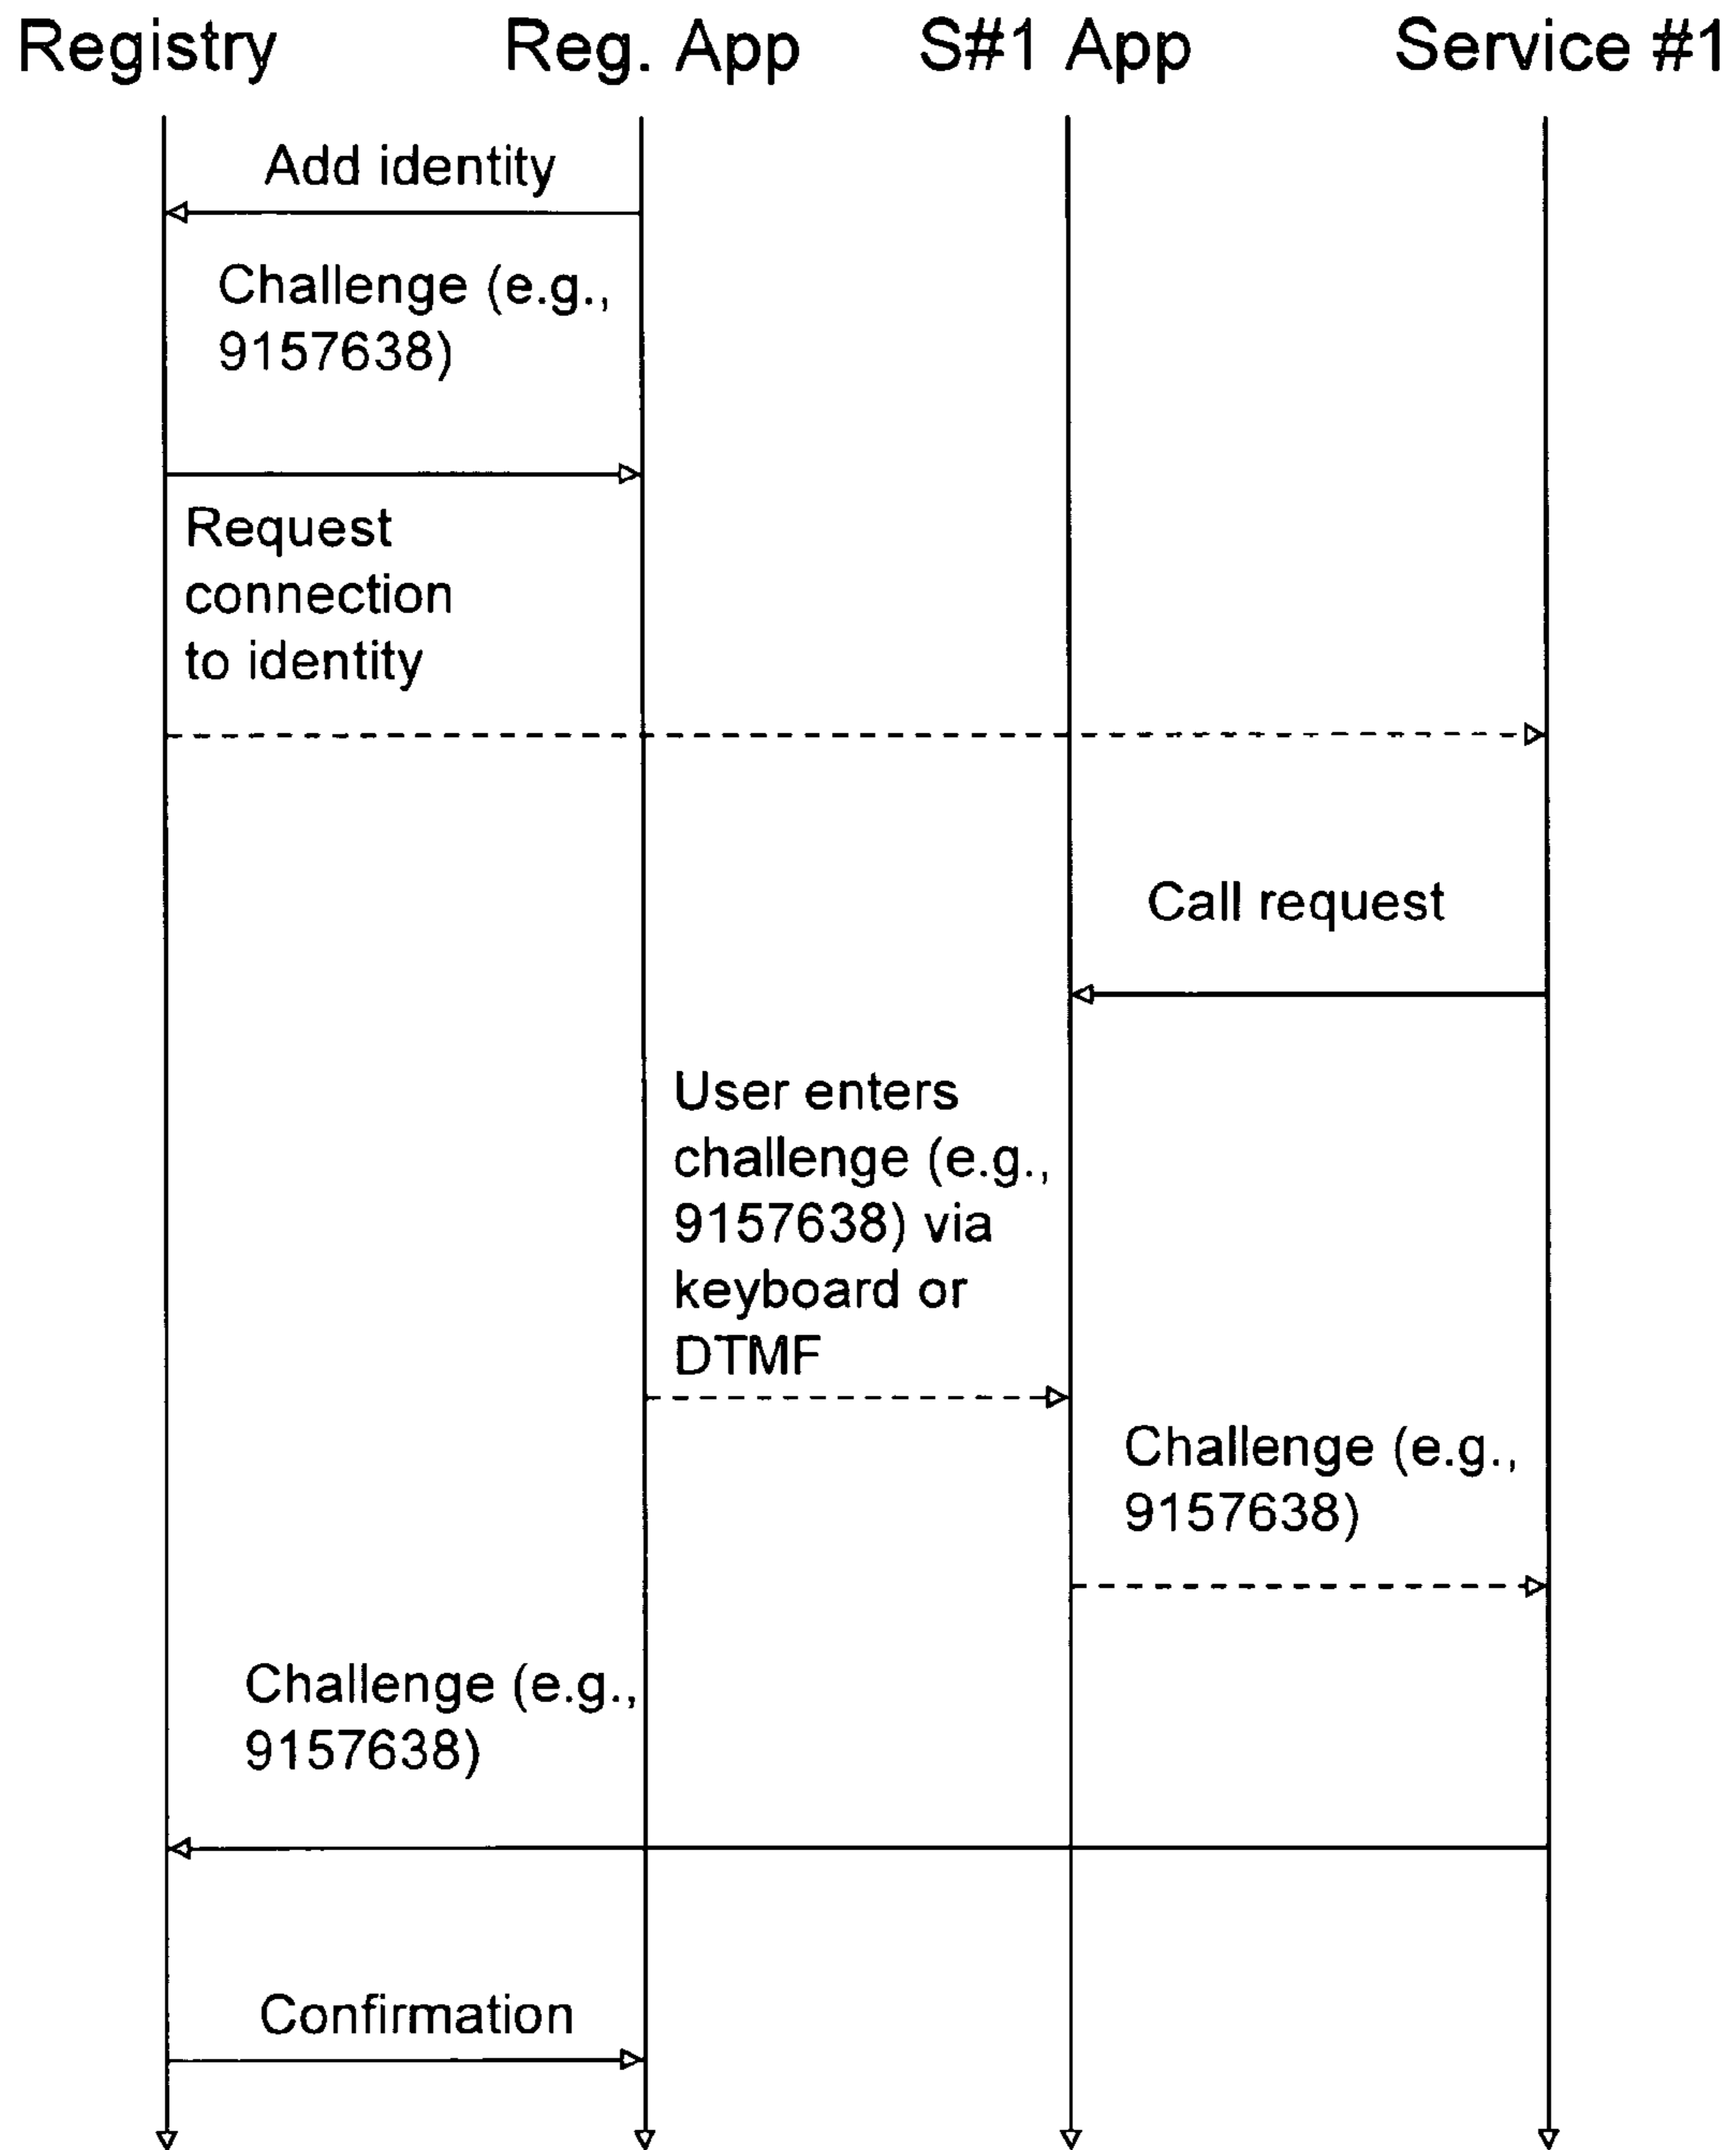 Registry Reg. App S#1 App Service #1
Add identity
Challenge (e.g.,
9157638)
Request
connection
to identity
Call request
User enters
challenge (e.g.,
9157638) via
keyboard or
DTMF
Challenge (e.g.,
9157638)
Challenge (e.g.,
9157638)
Confirmation